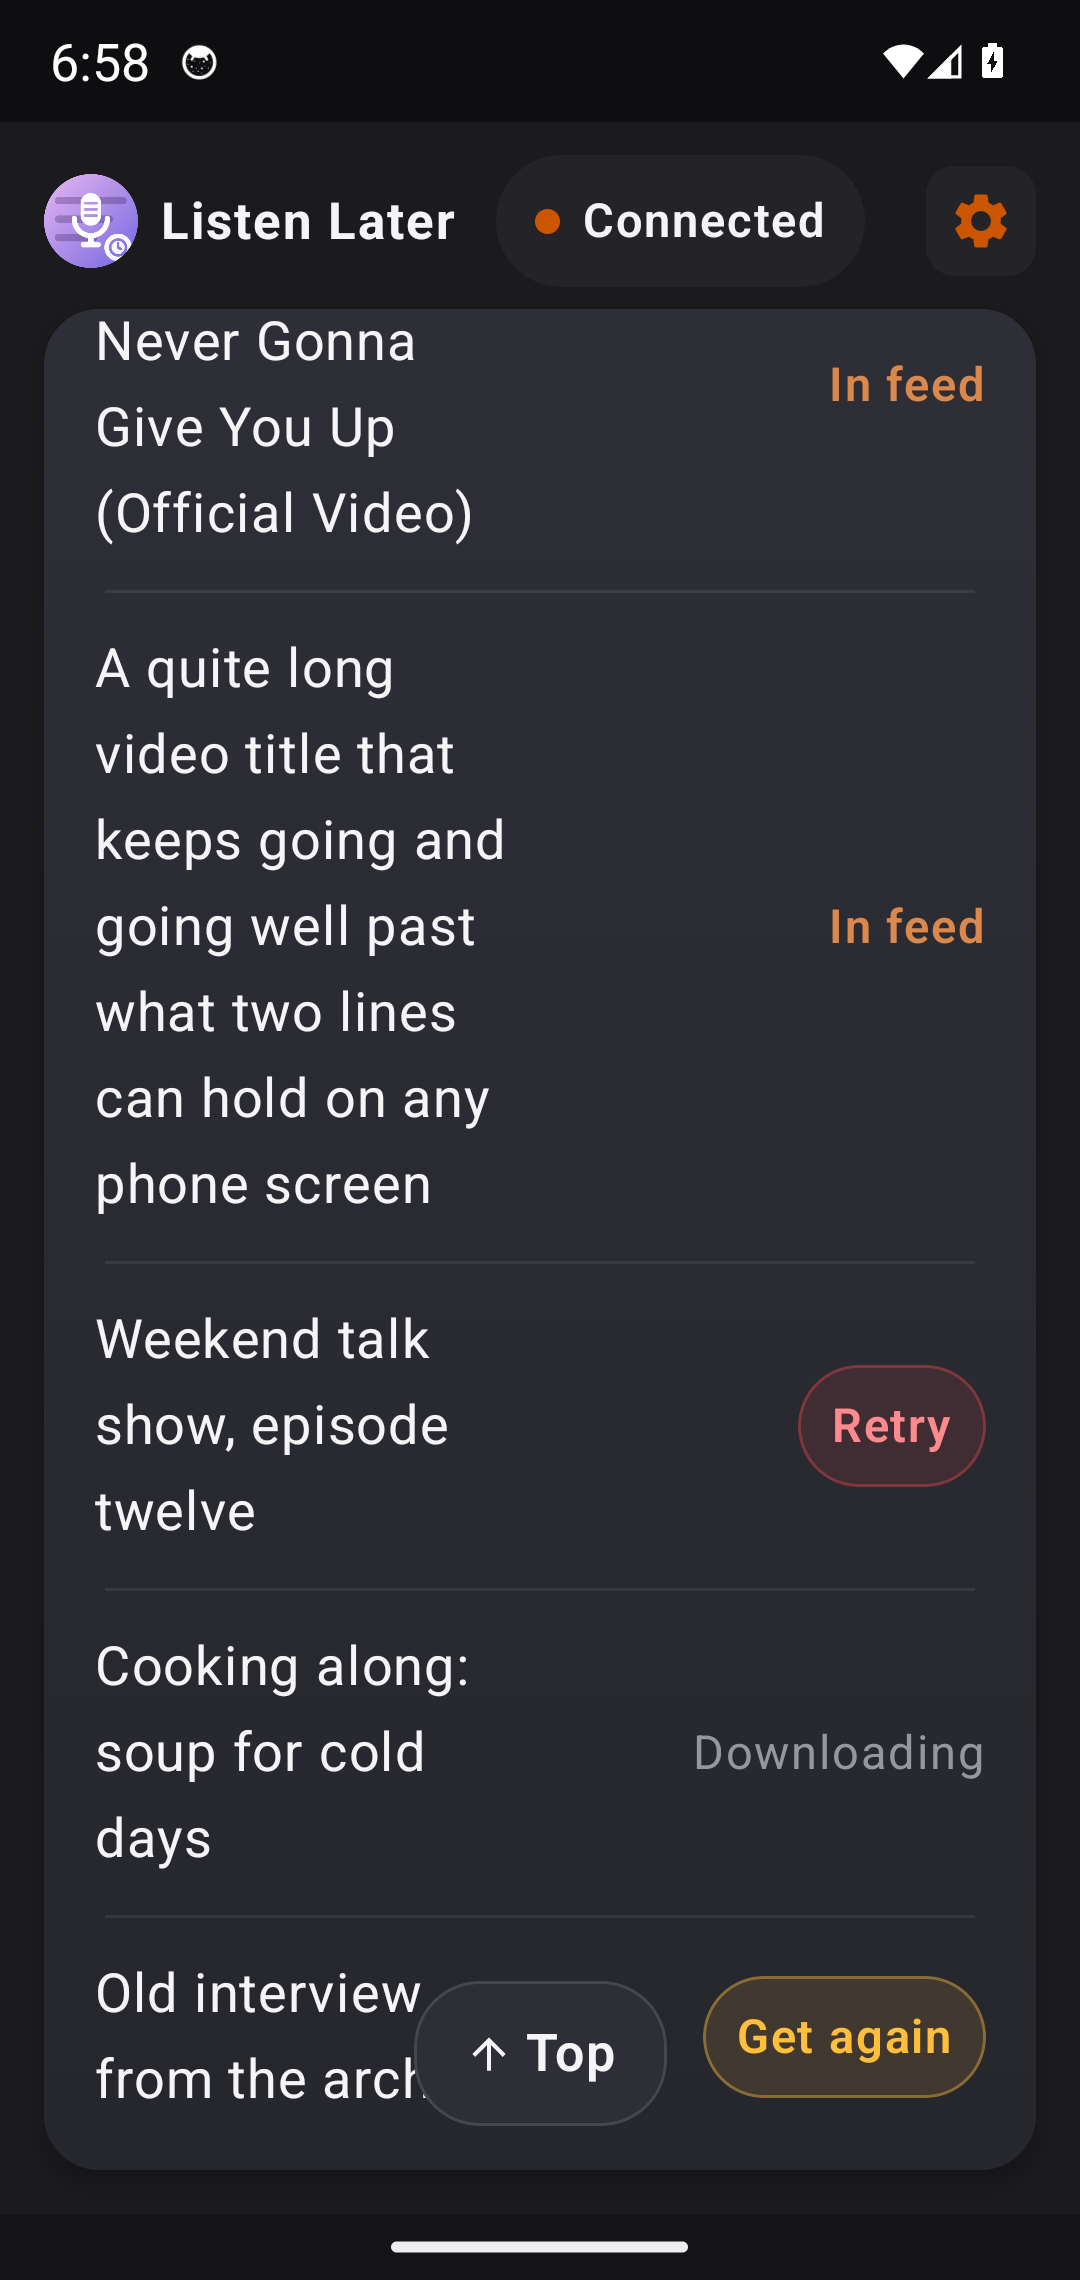 6:58
Listen Later
Connected
Never Gonna
Give You Up
(Official Video)
In feed
A quite long
video title that
keeps going and
going well past
what two lines
can hold on any
phone screen
In feed
Weekend talk
show, episode
twelve
Retry
Cooking along:
soup for cold
days
Downloading
Old interview
from the
Top
Get again